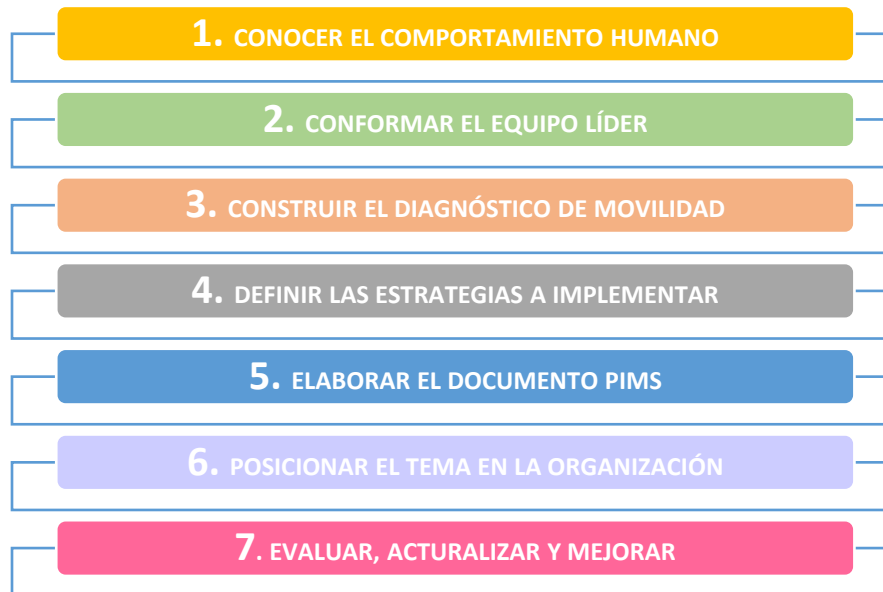 1. CONOCER EL COMPORTAMIENTO HUMANO
2. CONFORMAR EL EQUIPO LÍDER
3. CONSTRUIR EL DIAGNÓSTICO DE MOVILIDAD
4. DEFINIR LAS ESTRATEGIAS A IMPLEMENTAR
5. ELABORAR EL DOCUMENTO PIMS
6. POSICIONAR EL TEMA EN LA ORGANIZACIÓN
7. EVALUAR, ACTURALIZAR Y MEJORAR